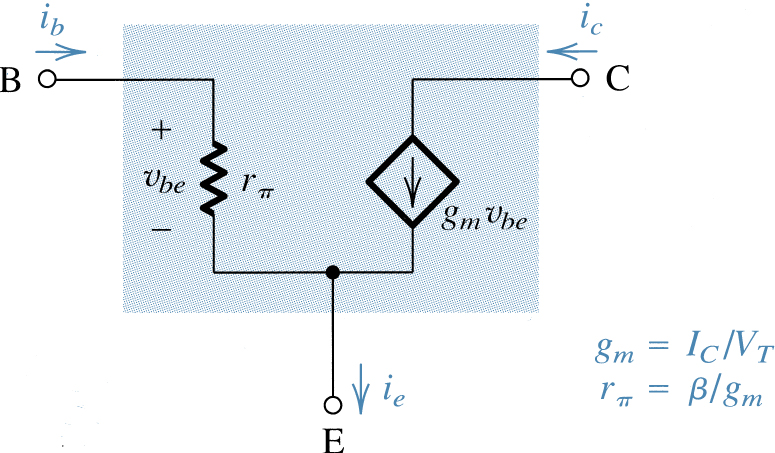 i_b
i_c
B
C
+
v_be
r_π
−
g_m v_be
g_m = I_C/V_T
r_π = β/g_m
i_e
E